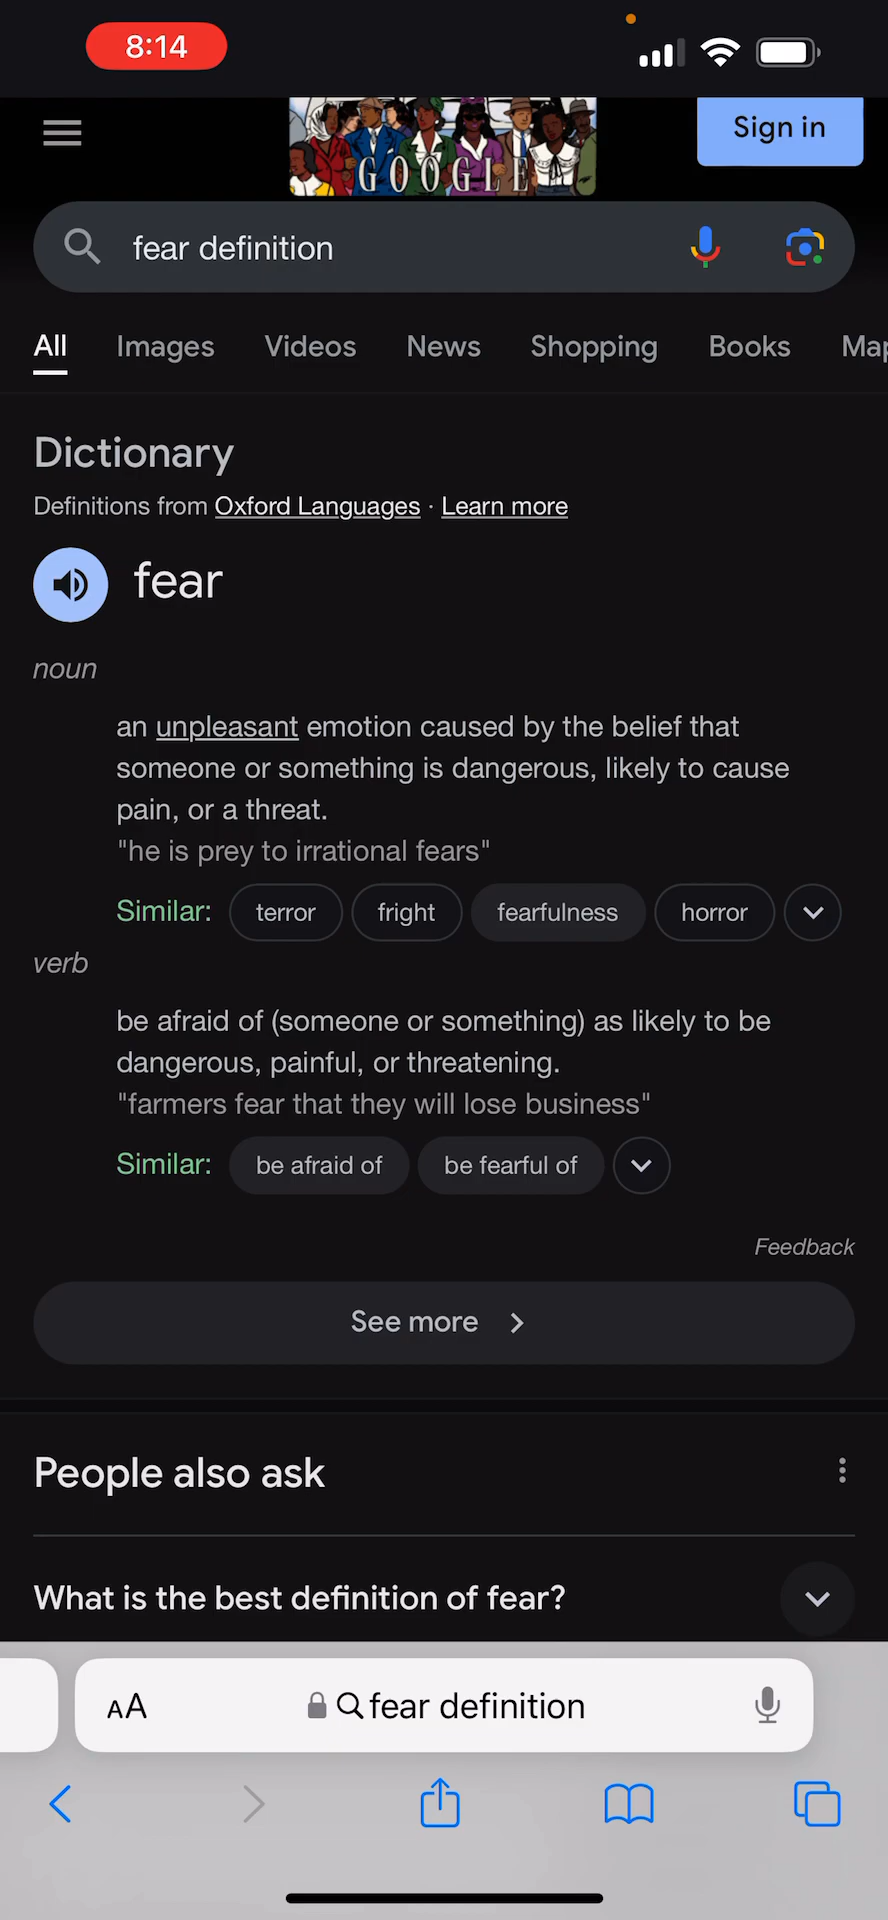 8:14
GOOGLE
Sign in
fear definition
All Images Videos News Shopping Books
Dictionary
Definitions from Oxford Languages · Learn more
fear
noun
an unpleasant emotion caused by the belief that
someone or something is dangerous, likely to cause
pain, or a threat.
"he is prey to irrational fears"
Similar: terror fright fearfulness horror
verb
be afraid of (someone or something) as likely to be
dangerous, painful, or threatening.
"farmers fear that they will lose business"
Similar: be afraid of be fearful of
Feedback
See more
People also ask
What is the best definition of fear?
AA fear definition